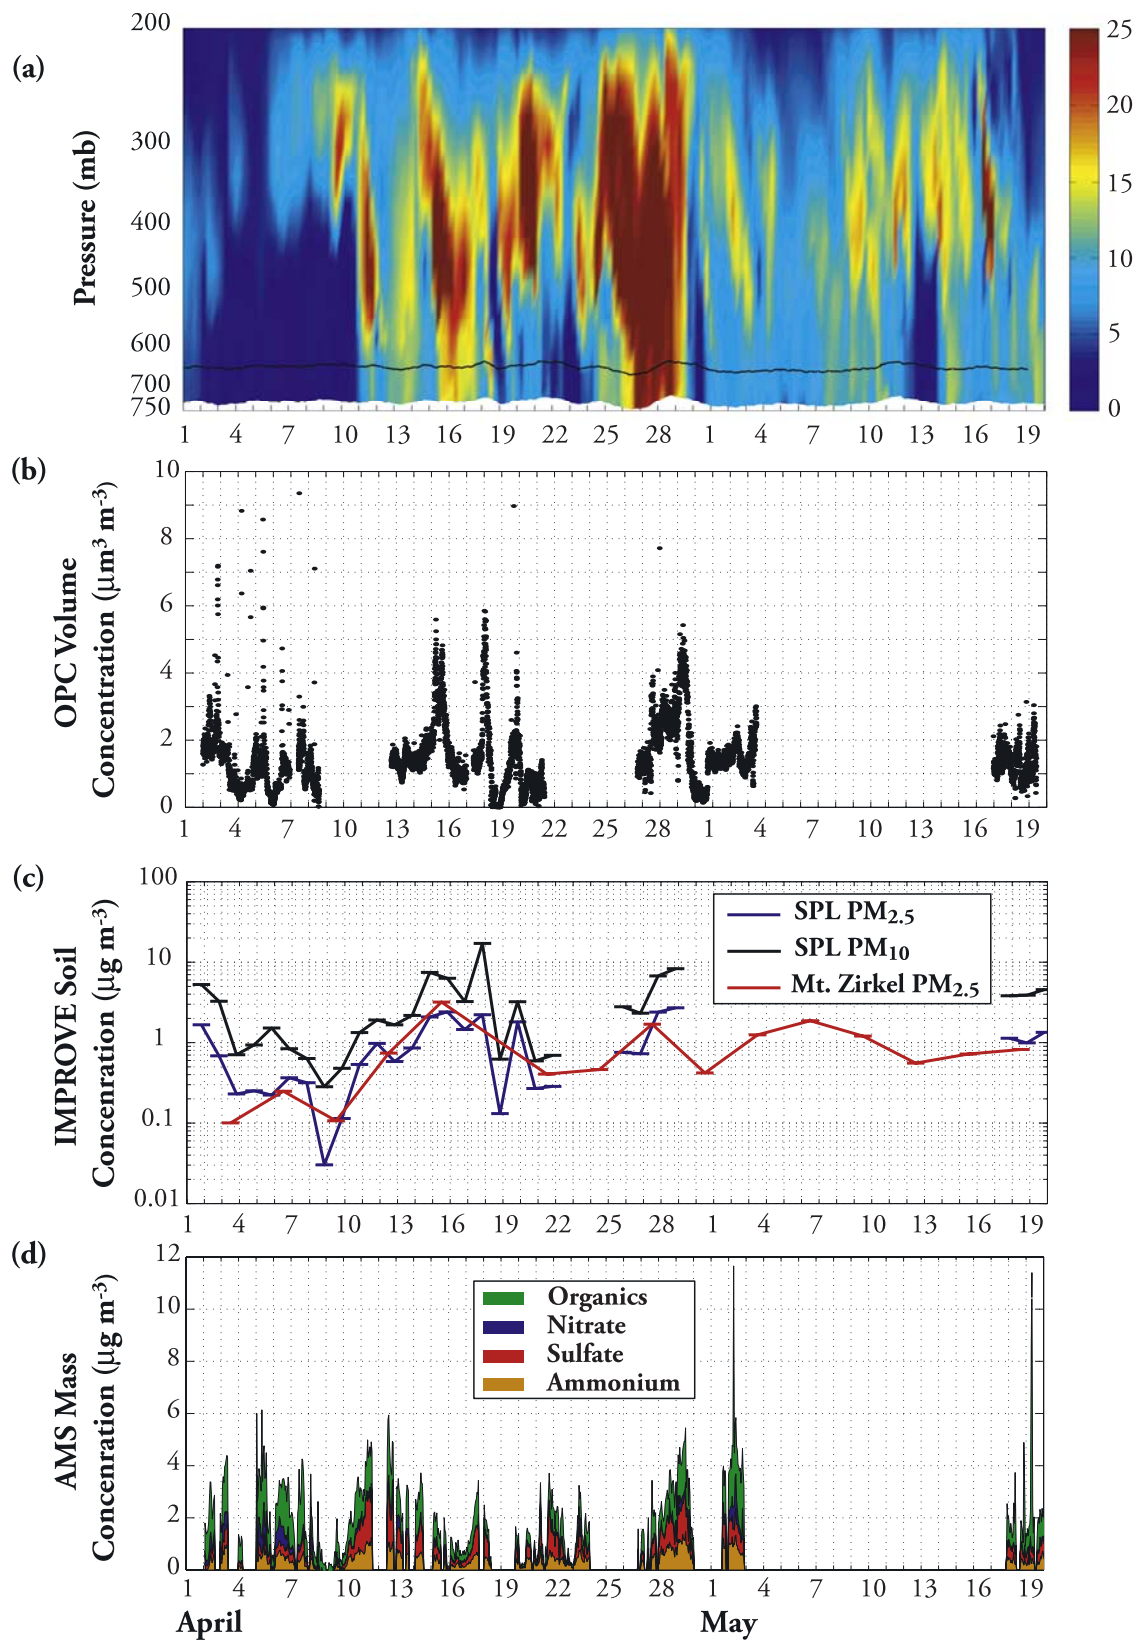 (a)
Pressure (mb)
200
300
400
500
600
700
750
1 4 7 10 13 16 19 22 25 28 1 4 7 10 13 16 19
25
20
15
10
5
0
(b)
OPC Volume
Concentration (μm³ m⁻³)
10
8
6
4
2
0
1 4 7 10 13 16 19 22 25 28 1 4 7 10 13 16 19
(c)
IMPROVE Soil
Concenration (μg m⁻³)
100
10
1
0.1
0.01
SPL PM₂.₅
SPL PM₁₀
Mt. Zirkel PM₂.₅
1 4 7 10 13 16 19 22 25 28 1 4 7 10 13 16 19
(d)
AMS Mass
Concenration (μg m⁻³)
12
10
8
6
4
2
0
Organics
Nitrate
Sulfate
Ammonium
1 4 7 10 13 16 19 22 25 28 1 4 7 10 13 16 19
April May